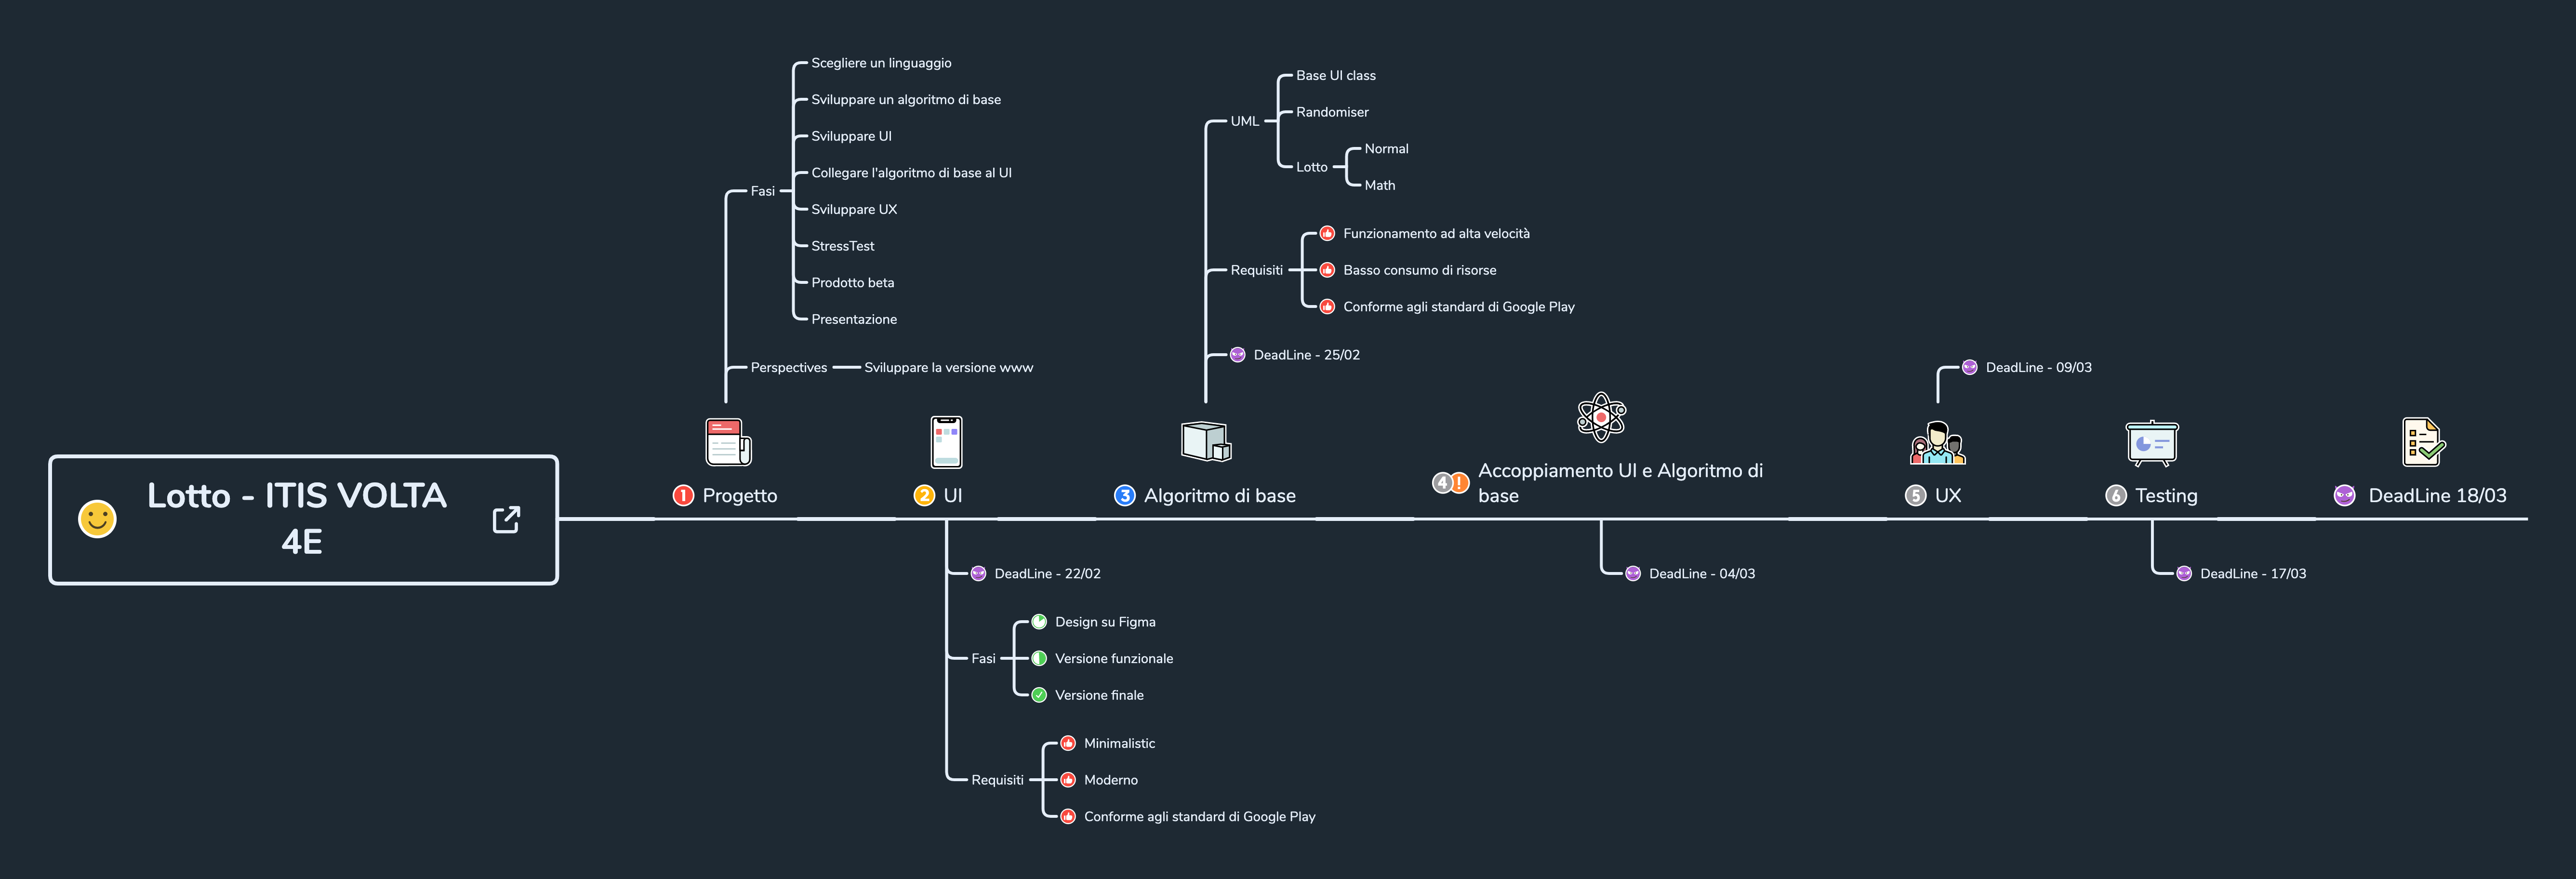 Lotto - ITIS VOLTA
4E
1 Progetto
Fasi
Scegliere un linguaggio
Sviluppare un algoritmo di base
Sviluppare UI
Collegare l'algoritmo di base al UI
Sviluppare UX
StressTest
Prodotto beta
Presentazione
Perspectives
Sviluppare la versione www
2 UI
DeadLine - 22/02
Fasi
Design su Figma
Versione funzionale
Versione finale
Requisiti
Minimalistic
Moderno
Conforme agli standard di Google Play
3 Algoritmo di base
UML
Base UI class
Randomiser
Lotto
Normal
Math
Requisiti
Funzionamento ad alta velocità
Basso consumo di risorse
Conforme agli standard di Google Play
DeadLine - 25/02
4 ! Accoppiamento UI e Algoritmo di
base
DeadLine - 04/03
5 UX
DeadLine - 09/03
6 Testing
DeadLine - 17/03
DeadLine 18/03